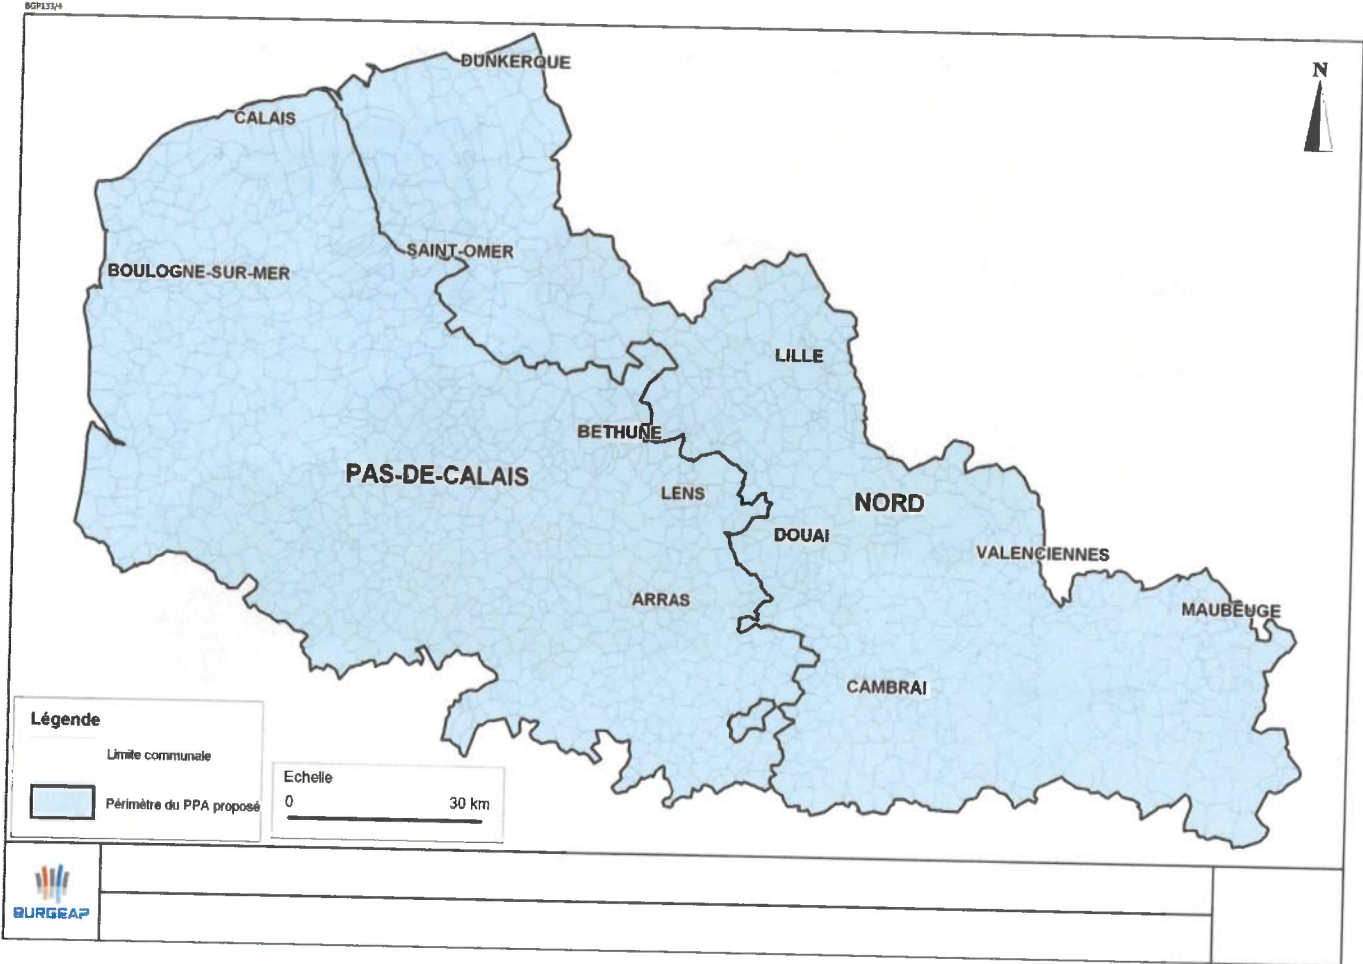 BGP133/4
DUNKERQUE
N
CALAIS
SAINT-OMER
BOULOGNE-SUR-MER
LILLE
BETHUNE
PAS-DE-CALAIS
LENS
NORD
DOUAI
VALENCIENNES
ARRAS
MAUBEUGE
CAMBRAI
Légende
Limite communale
Périmètre du PPA proposé
Echelle
0 30 km
BURGEAP